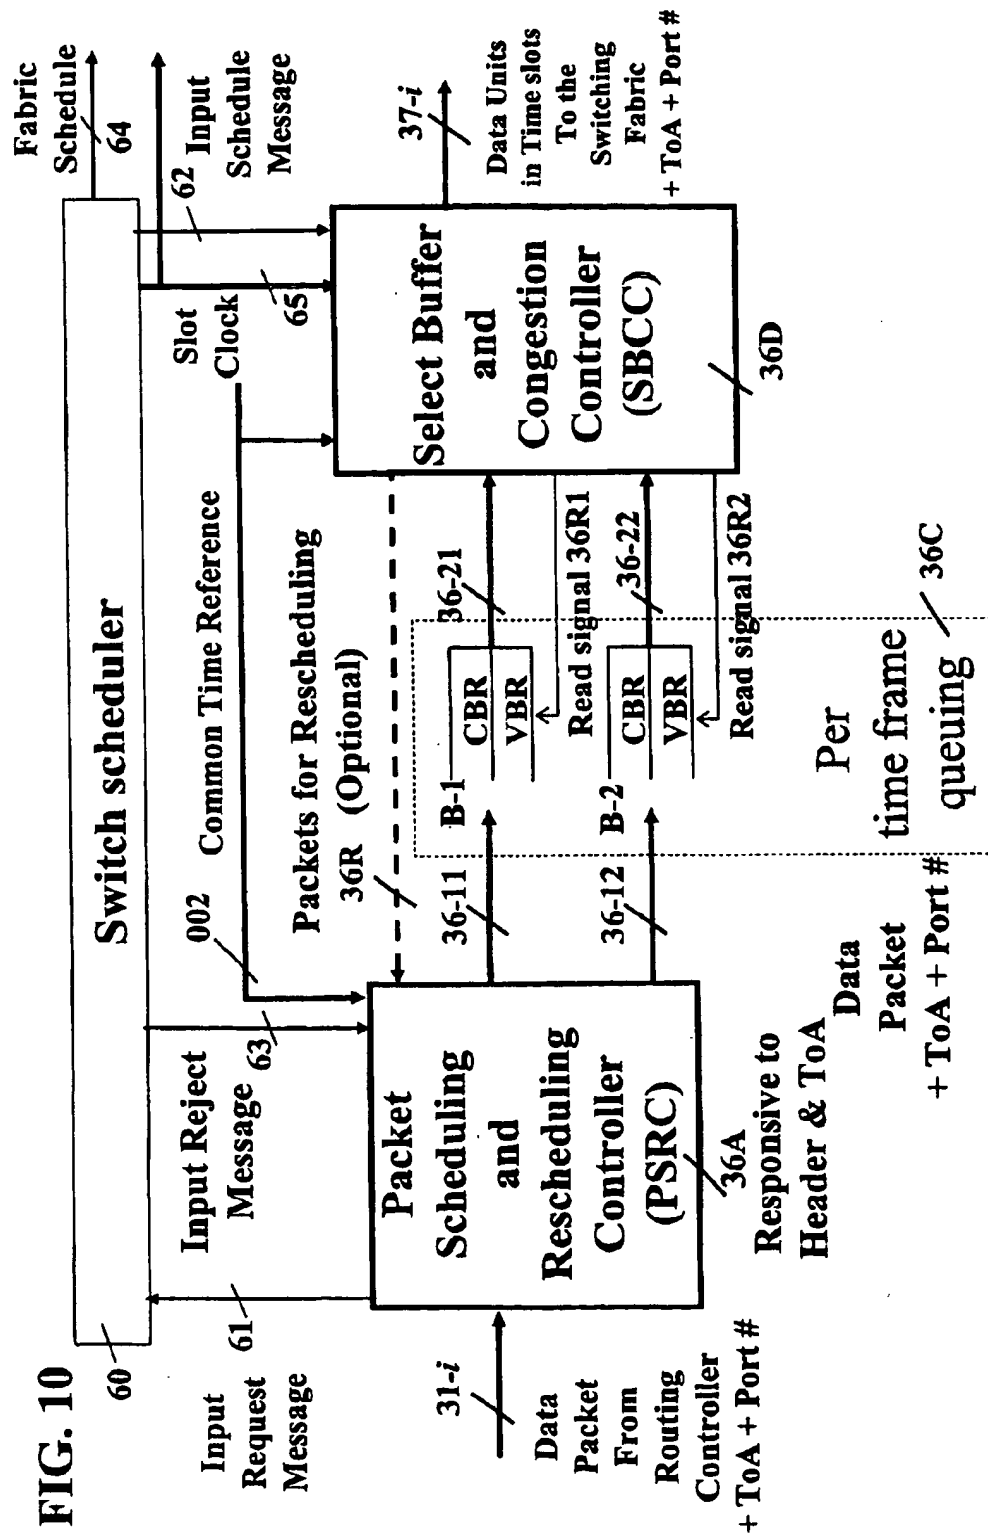 FIG. 10
Switch scheduler
60
Fabric
Schedule
64
Input
Schedule
Message
62
65
Slot
Clock
Common Time Reference
002
Input Reject
Message
63
61
Input
Request
Message
Packets for Rescheduling
36R (Optional)
31-i
Data
Packet
From
Routing
Controller
+ ToA + Port #
Packet
Scheduling
and
Rescheduling
Controller
(PSRC)
36A
Responsive to
Header & ToA
36-11
36-12
Data
Packet
+ ToA + Port #
B-1
CBR
VBR
B-2
CBR
VBR
Per
time frame
queuing
36C
36-21
Read signal 36R1
36-22
Read signal 36R2
Select Buffer
and
Congestion
Controller
(SBCC)
36D
37-i
Data Units
in Time slots
To the
Switching
Fabric
+ ToA + Port #